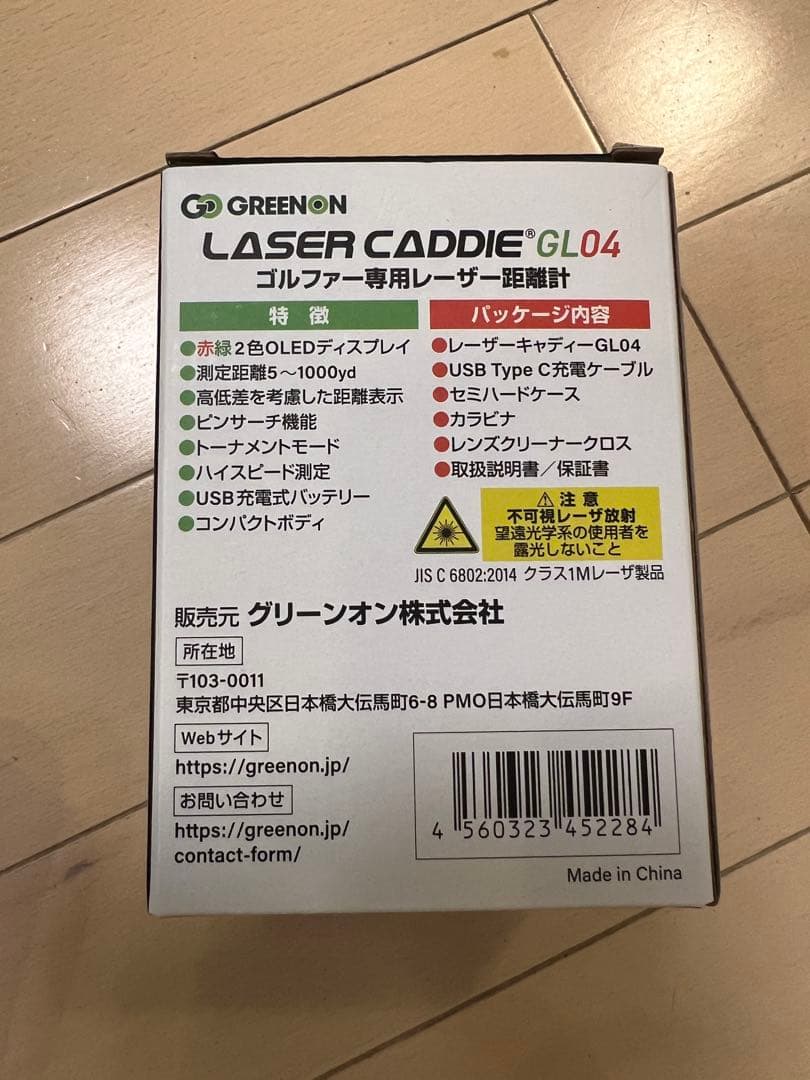 GREENON
LASER CADDIE® GL04
ゴルファー専用レーザー距離計
特徴
●赤緑2色OLEDディスプレイ
●測定距離5〜1000yd
●高低差を考慮した距離表示
●ピンサーチ機能
●トーナメントモード
●ハイスピード測定
●USB充電式バッテリー
●コンパクトボディ
パッケージ内容
●レーザーキャディーGL04
●USB Type C充電ケーブル
●セミハードケース
●カラビナ
●レンズクリーナークロス
●取扱説明書／保証書
⚠注意
不可視レーザ放射
望遠光学系の使用者を
露光しないこと
JIS C 6802:2014 クラス1Mレーザ製品
販売元 グリーンオン株式会社
所在地
〒103-0011
東京都中央区日本橋大伝馬町6-8 PMO日本橋大伝馬町9F
Webサイト
https://greenon.jp/
お問い合わせ
https://greenon.jp/
contact-form/
4 560323 452284
Made in China